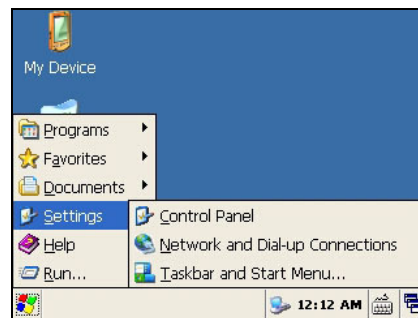 My Device
Programs
Favorites
Documents
Settings
Help
Run...
Control Panel
Network and Dial-up Connections
Taskbar and Start Menu...
12:12 AM